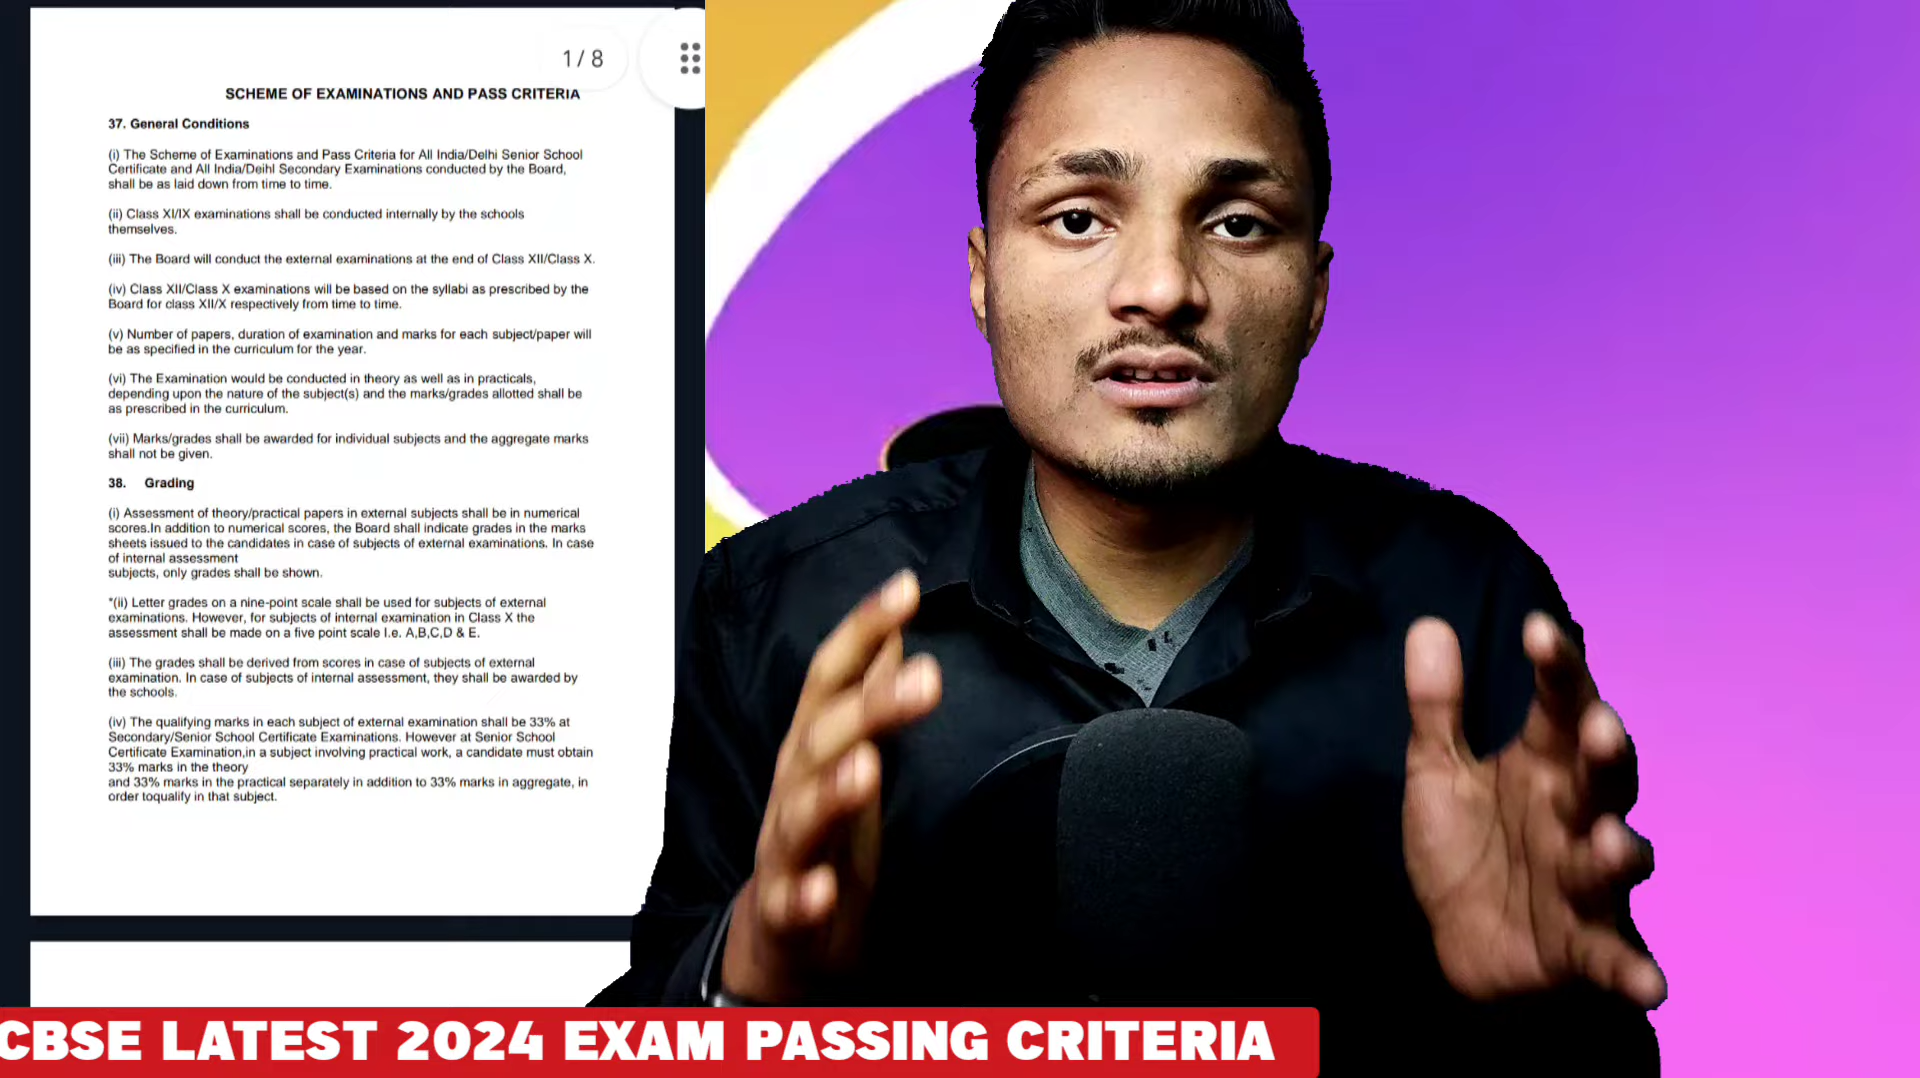 1 / 8
SCHEME OF EXAMINATIONS AND PASS CRITERIA
37. General Conditions
(i) The Scheme of Examinations and Pass Criteria for All India/Delhi Senior School
Certificate and All India/Deihl Secondary Examinations conducted by the Board,
shall be as laid down from time to time.
(ii) Class XI/IX examinations shall be conducted internally by the schools
themselves.
(iii) The Board will conduct the external examinations at the end of Class XII/Class X.
(iv) Class XII/Class X examinations will be based on the syllabi as prescribed by the
Board for class XII/X respectively from time to time.
(v) Number of papers, duration of examination and marks for each subject/paper will
be as specified in the curriculum for the year.
(vi) The Examination would be conducted in theory as well as in practicals,
depending upon the nature of the subject(s) and the marks/grades allotted shall be
as prescribed in the curriculum.
(vii) Marks/grades shall be awarded for individual subjects and the aggregate marks
shall not be given.
38. Grading
(i) Assessment of theory/practical papers in external subjects shall be in numerical
scores.In addition to numerical scores, the Board shall indicate grades in the marks
sheets issued to the candidates in case of subjects of external examinations. In case
of internal assessment
subjects, only grades shall be shown.
*(ii) Letter grades on a nine-point scale shall be used for subjects of external
examinations. However, for subjects of internal examination in Class X the
assessment shall be made on a five point scale I.e. A,B,C,D & E.
(iii) The grades shall be derived from scores in case of subjects of external
examination. In case of subjects of internal assessment, they shall be awarded by
the schools.
(iv) The qualifying marks in each subject of external examination shall be 33% at
Secondary/Senior School Certificate Examinations. However at Senior School
Certificate Examination,in a subject involving practical work, a candidate must obtain
33% marks in the theory
and 33% marks in the practical separately in addition to 33% marks in aggregate, in
order toqualify in that subject.
CBSE LATEST 2024 EXAM PASSING CRITERIA